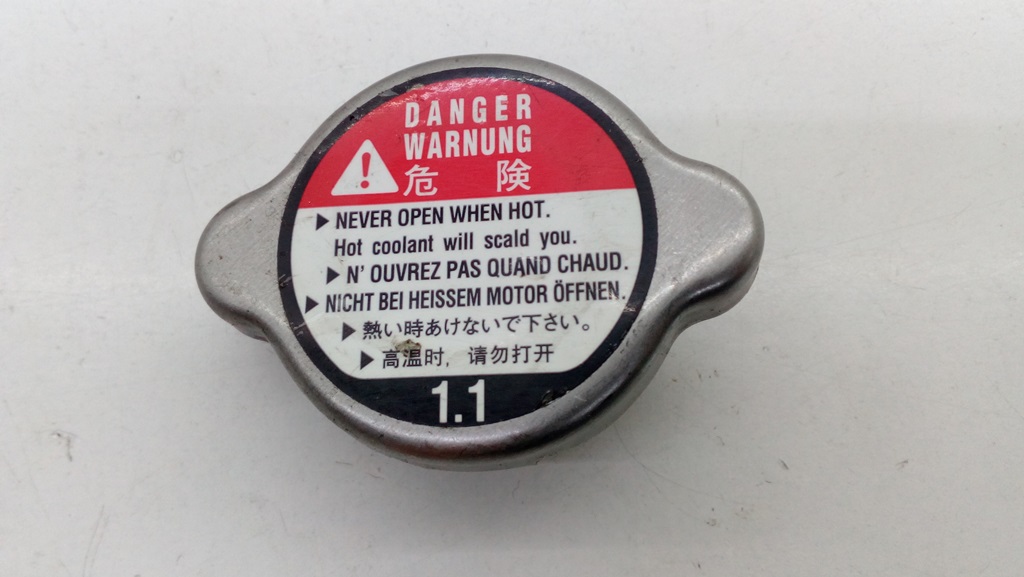 DANGER
WARNUNG
危 険
NEVER OPEN WHEN HOT.
Hot coolant will scald you.
N' OUVREZ PAS QUAND CHAUD.
NICHT BEI HEISSEM MOTOR ÖFFNEN.
熱い時あけないで下さい。
高温时, 请勿打开
1.1